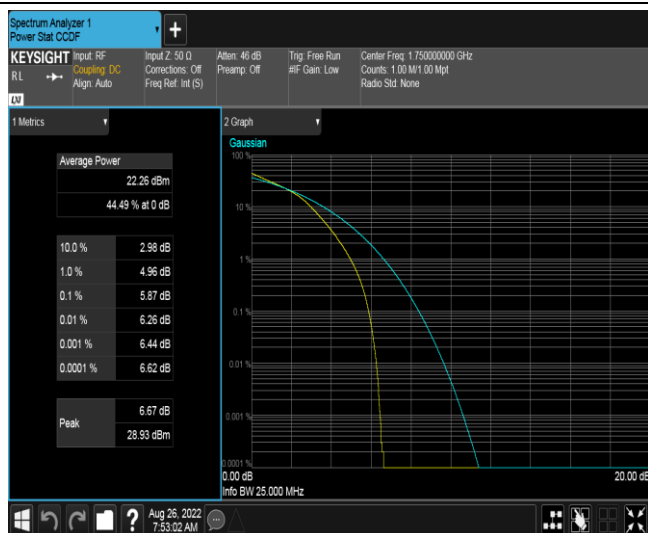 Spectrum Analyzer 1
Power Stat CCDF
+
KEYSIGHT
RL
LXI
Input: RF
Coupling: DC
Align: Auto
Input Z: 50 Ω
Corrections: Off
Freq Ref: Int (S)
Atten: 46 dB
Preamp: Off
Trig: Free Run
#IF Gain: Low
Center Freq: 1.750000000 GHz
Counts: 1.00 M/1.00 Mpt
Radio Std: None
1 Metrics
Average Power
22.26 dBm
44.49 % at 0 dB
10.0 % 2.98 dB
1.0 % 4.96 dB
0.1 % 5.87 dB
0.01 % 6.26 dB
0.001 % 6.44 dB
0.0001 % 6.62 dB
Peak
6.67 dB
28.93 dBm
2 Graph
Gaussian
100 %
10 %
1 %
0.1 %
0.01 %
0.001 %
0.0001 %
0.00 dB
20.00 dB
Info BW 25.000 MHz
?
Aug 26, 2022
7:53:02 AM